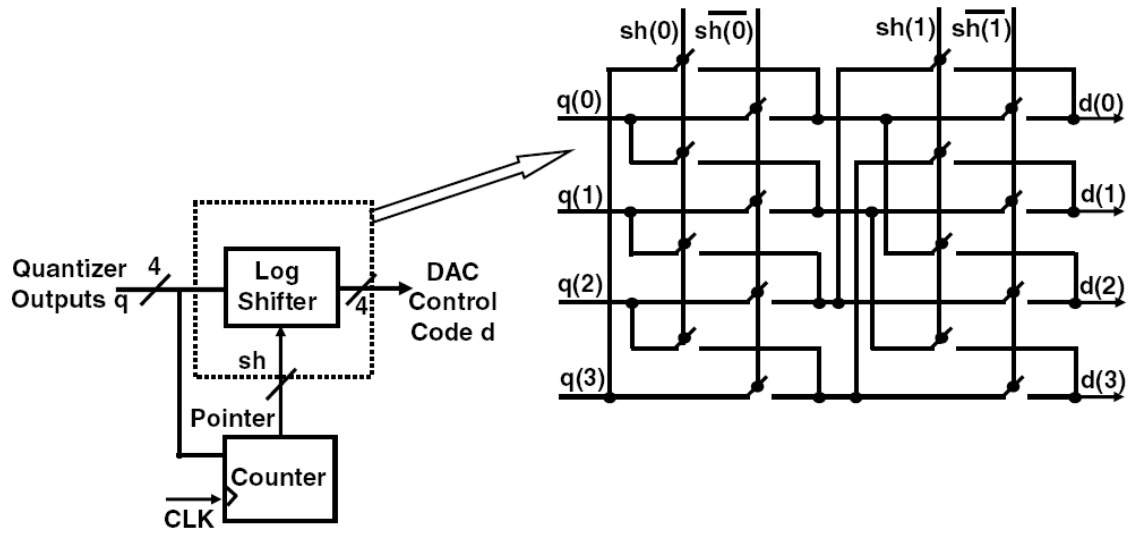 sh(0) sh(0) sh(1) sh(1)
q(0) d(0)
q(1) d(1)
q(2) d(2)
q(3) d(3)
Quantizer
Outputs q
4
Log
Shifter
4
DAC
Control
Code d
sh
Pointer
Counter
CLK